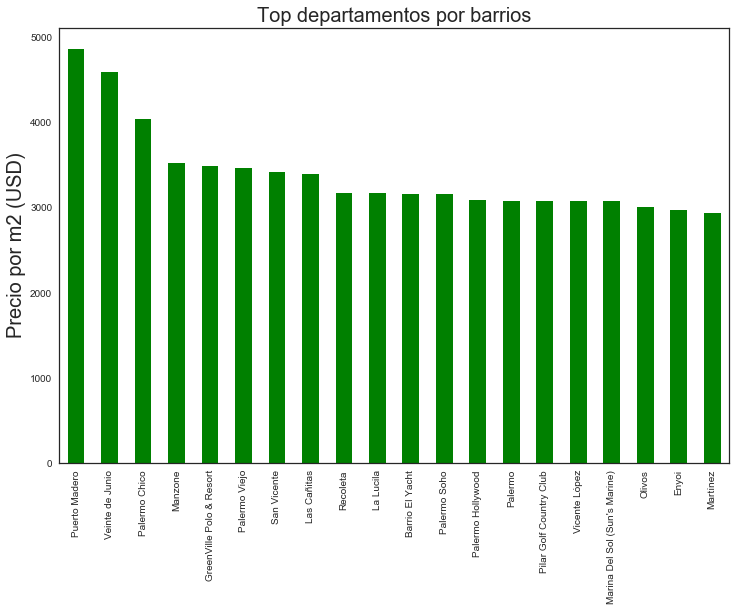 Top departamentos por barrios
Precio por m2 (USD)
5000
4000
3000
2000
1000
0
Puerto Madero
Veinte de Junio
Palermo Chico
Manzone
GreenVille Polo & Resort
Palermo Viejo
San Vicente
Las Cañitas
Recoleta
La Lucila
Barrio El Yacht
Palermo Soho
Palermo Hollywood
Palermo
Pilar Golf Country Club
Vicente López
Marina Del Sol (Sun's Marine)
Olivos
Enyoi
Martinez